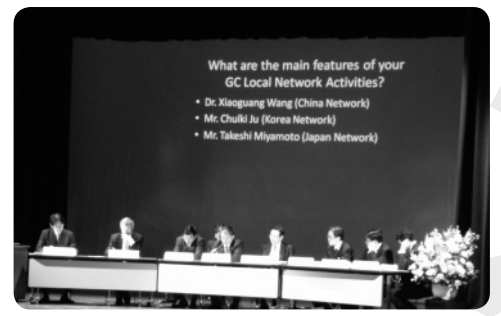 What are the main features of your
GC Local Network Activities?
• Dr. Xiaoguang Wang (China Network)
• Mr. Chulki Ju (Korea Network)
• Mr. Takeshi Miyamoto (Japan Network)